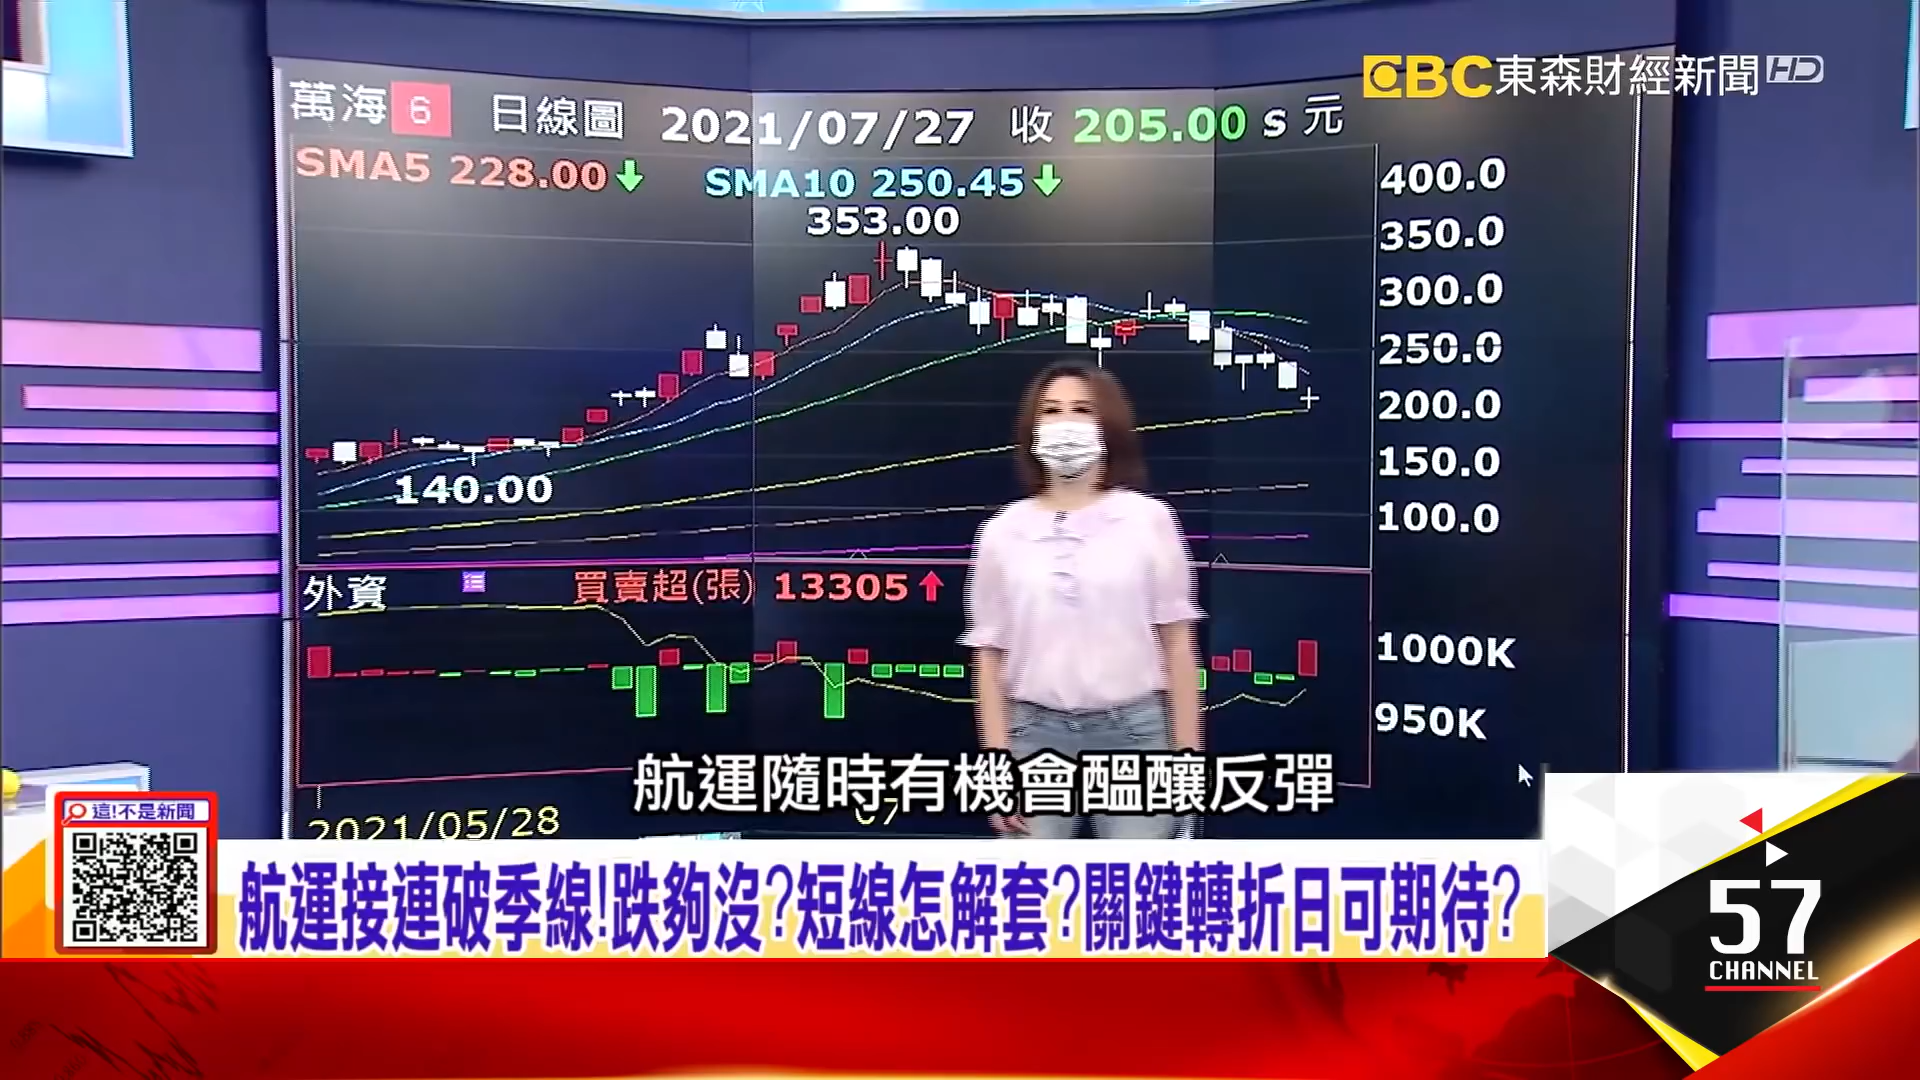 EBC東森財經新聞HD
萬海 6 日線圖 2021/07/27 收 205.00 s 元
SMA5 228.00↓ SMA10 250.45↓
353.00
140.00
400.0
350.0
300.0
250.0
200.0
150.0
100.0
外資 買賣超(張) 13305↑
1000K
950K
2021/05/28
07
航運隨時有機會醞釀反彈
這!不是新聞
航運接連破季線!跌夠沒?短線怎解套?關鍵轉折日可期待?
57
CHANNEL